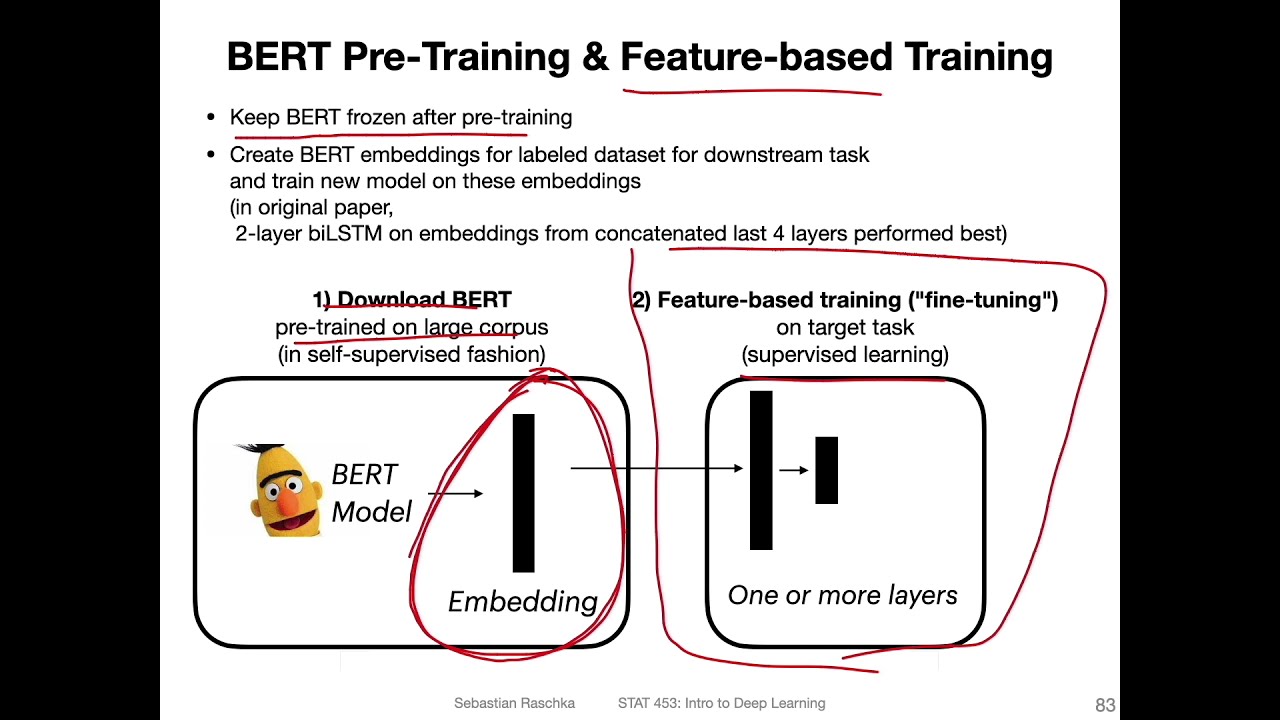 BERT Pre-Training & Feature-based Training
• Keep BERT frozen after pre-training
• Create BERT embeddings for labeled dataset for downstream task
and train new model on these embeddings
(in original paper,
2-layer biLSTM on embeddings from concatenated last 4 layers performed best)
1) Download BERT
pre-trained on large corpus
(in self-supervised fashion)
2) Feature-based training ("fine-tuning")
on target task
(supervised learning)
BERT
Model
Embedding
One or more layers
Sebastian Raschka
STAT 453: Intro to Deep Learning
83